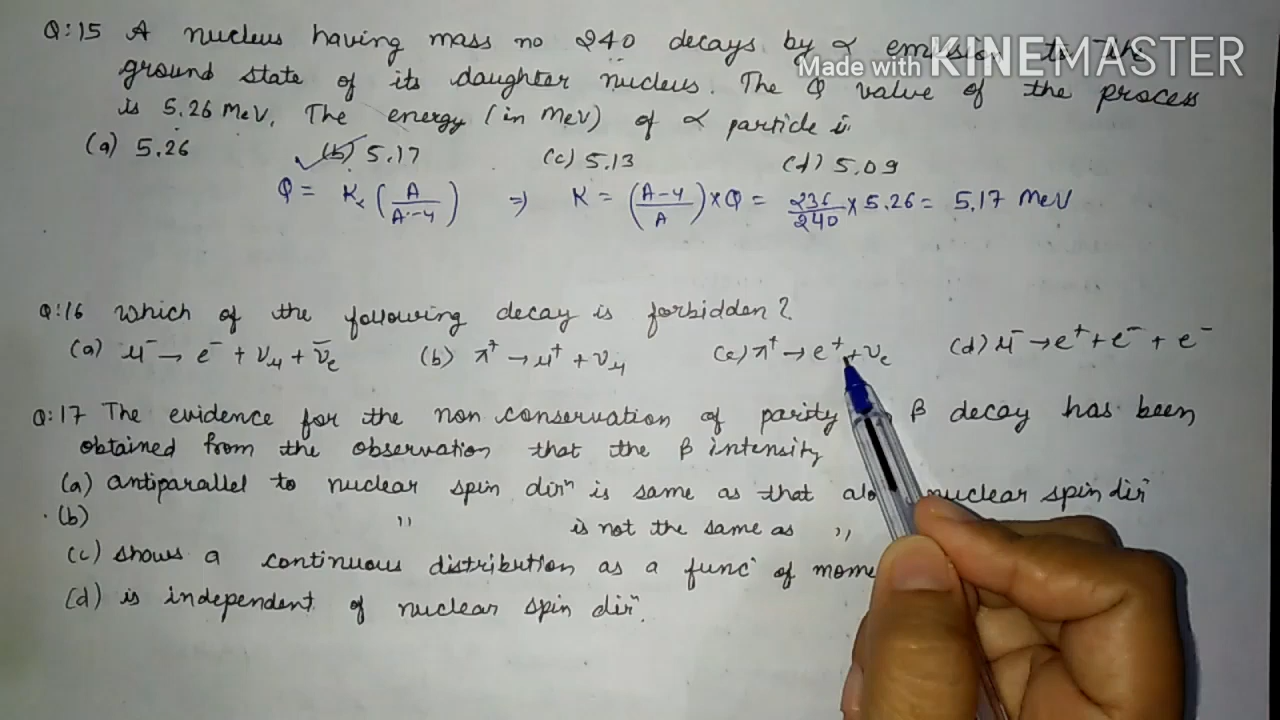 Q:15 A nucleus having mass no 240 decays by α emission to the
Made with KINEMASTER
ground state of its daughter nucleus. The Q value of the process
is 5.26 MeV, The energy (in MeV) of α particle is
(a) 5.26 (b) 5.17 (c) 5.13 (d) 5.09
Q = Kα (A/A-4) ⇒ K = (A-4/A) × Q = 236/240 × 5.26 = 5.17 MeV
Q:16 which of the following decay is forbidden?
(a) μ⁻ → e⁻ + νμ + ν̄e (b) π⁺ → μ⁺ + νμ (c) π⁺ → e⁺ + νe (d) μ⁻ → e⁺ + e⁻ + e⁻
Q:17 The evidence for the non conservation of parity β decay has been
obtained from the observation that the β intensity
(a) antiparallel to nuclear spin dirⁿ is same as that nuclear spin dirⁿ
(b) " is not the same as "
(c) shows a continuous distribution as a funcⁿ of
(d) is independent of nuclear spin dirⁿ.